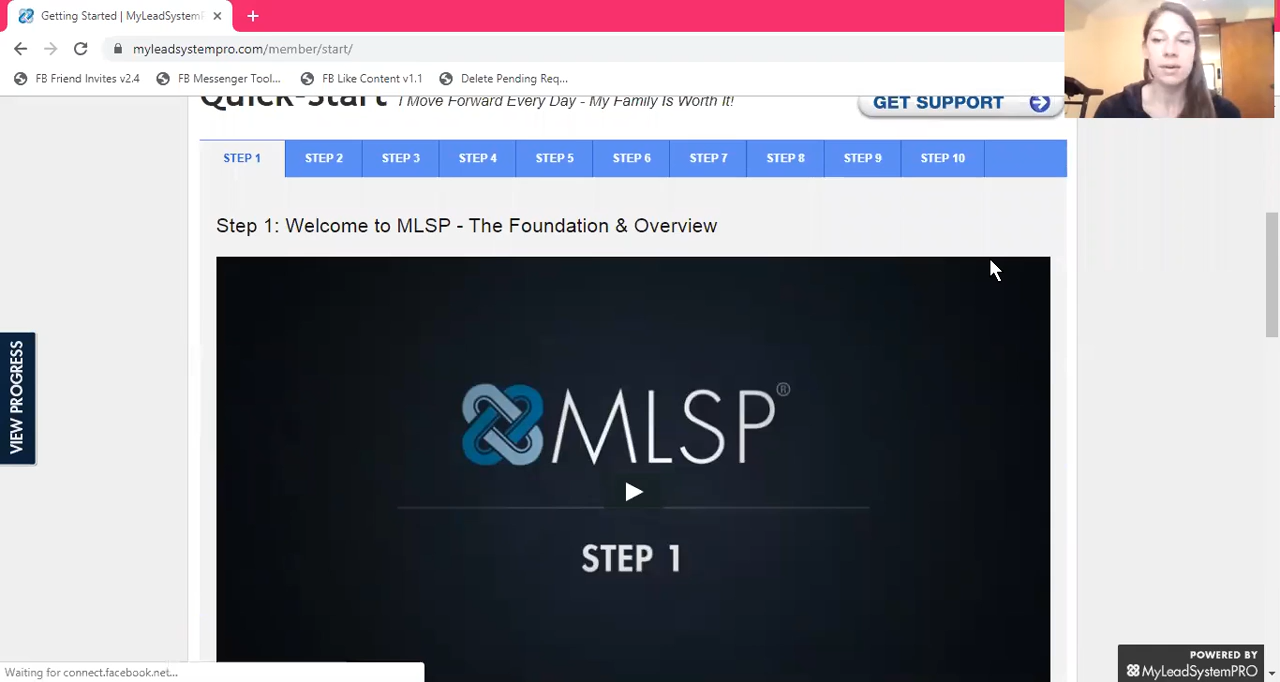 Getting Started | MyLeadSystemP
myleadsystempro.com/member/start/
FB Friend Invites v2.4
FB Messenger Tool...
FB Like Content v1.1
Delete Pending Req...
Quick-Start I Move Forward Every Day - My Family Is Worth It!
GET SUPPORT
STEP 1
STEP 2
STEP 3
STEP 4
STEP 5
STEP 6
STEP 7
STEP 8
STEP 9
STEP 10
Step 1: Welcome to MLSP - The Foundation & Overview
VIEW PROGRESS
MLSP®
STEP 1
POWERED BY
MyLeadSystemPRO
Waiting for connect.facebook.net...